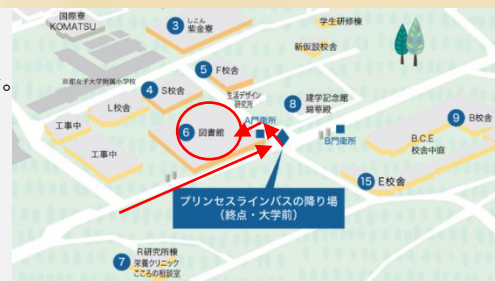 国際寮
KOMATSU
3
しこん
紫金寮
学生研修棟
新仮設校舎
京都女子大学附属小学校
。
5 F校舎
4 S校舎
生活デザイン
研究所
8
建学記念館
錦華殿
L校舎
工事中
A門衛所
9 B校舎
6 図書館
B門衛所
B.C.E
校舎中庭
工事中
15 E校舎
プリンセスラインバスの降り場
(終点・大学前)
7
R研究所棟
栄養クリニック
こころの相談室